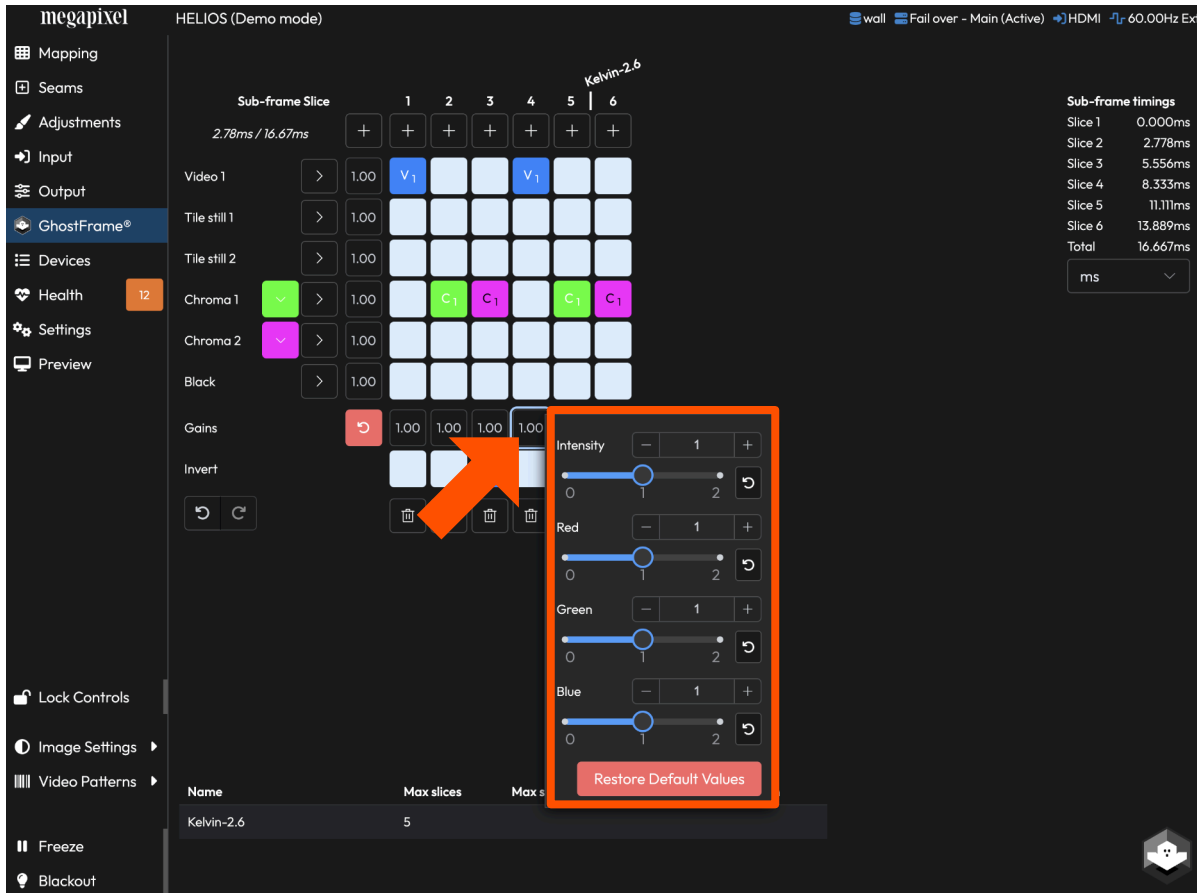 megapixel
HELIOS (Demo mode)
wall Fail over - Main (Active) HDMI 60.00Hz Ext
Mapping
Seams
Adjustments
Input
Output
GhostFrame®
Devices
Health 12
Settings
Preview
Lock Controls
Image Settings
Video Patterns
Freeze
Blackout
Kelvin-2.6
Sub-frame Slice 1 2 3 4 5 6
2.78ms / 16.67ms + + + + + + +
Video 1 1.00 V1 V1
Tile still 1 1.00
Tile still 2 1.00
Chroma 1 1.00 C1 C1 C1 C1
Chroma 2 1.00
Black 1.00
Gains 1.00 1.00 1.00 1.00
Invert
Intensity − 1 +
0 1 2
Red − 1 +
0 1 2
Green − 1 +
0 1 2
Blue − 1 +
0 1 2
Restore Default Values
Name Max slices Max s
Kelvin-2.6 5
Sub-frame timings
Slice 1 0.000ms
Slice 2 2.778ms
Slice 3 5.556ms
Slice 4 8.333ms
Slice 5 11.111ms
Slice 6 13.889ms
Total 16.667ms
ms